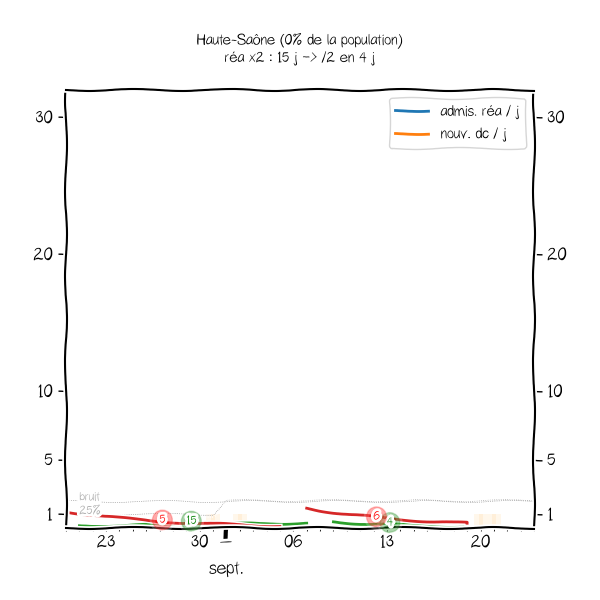 Haute-Saône (0% de la population)
réa x2 : 15 j -> /2 en 4 j
admis. réa / j
nouv. dc / j
30 30
20 20
10 10
5 5
bruit
25%
1 1
5 15 6 4
23 30 1 06 13 20
sept.